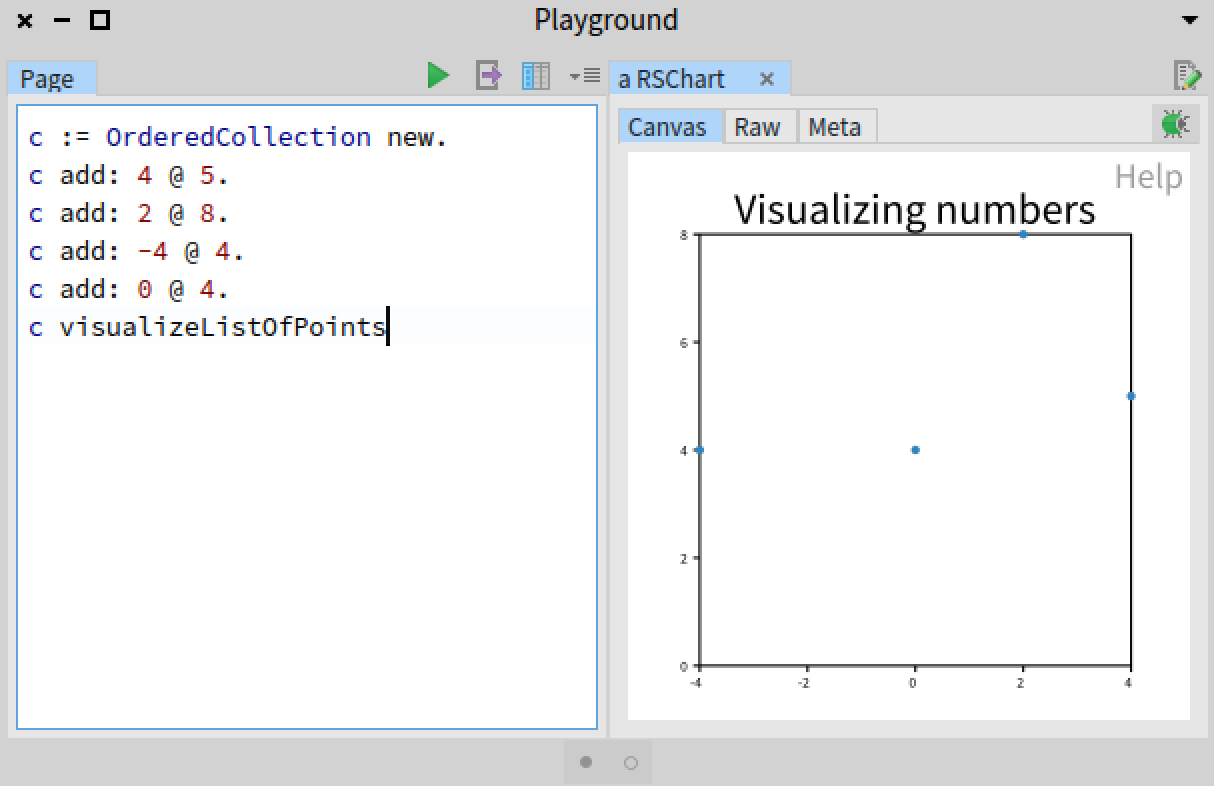 Playground
Page
a RSChart
c := OrderedCollection new.
c add: 4 @ 5.
c add: 2 @ 8.
c add: -4 @ 4.
c add: 0 @ 4.
c visualizeListOfPoints
Canvas Raw Meta
Help
Visualizing numbers
8
6
4
2
0
-4 -2 0 2 4